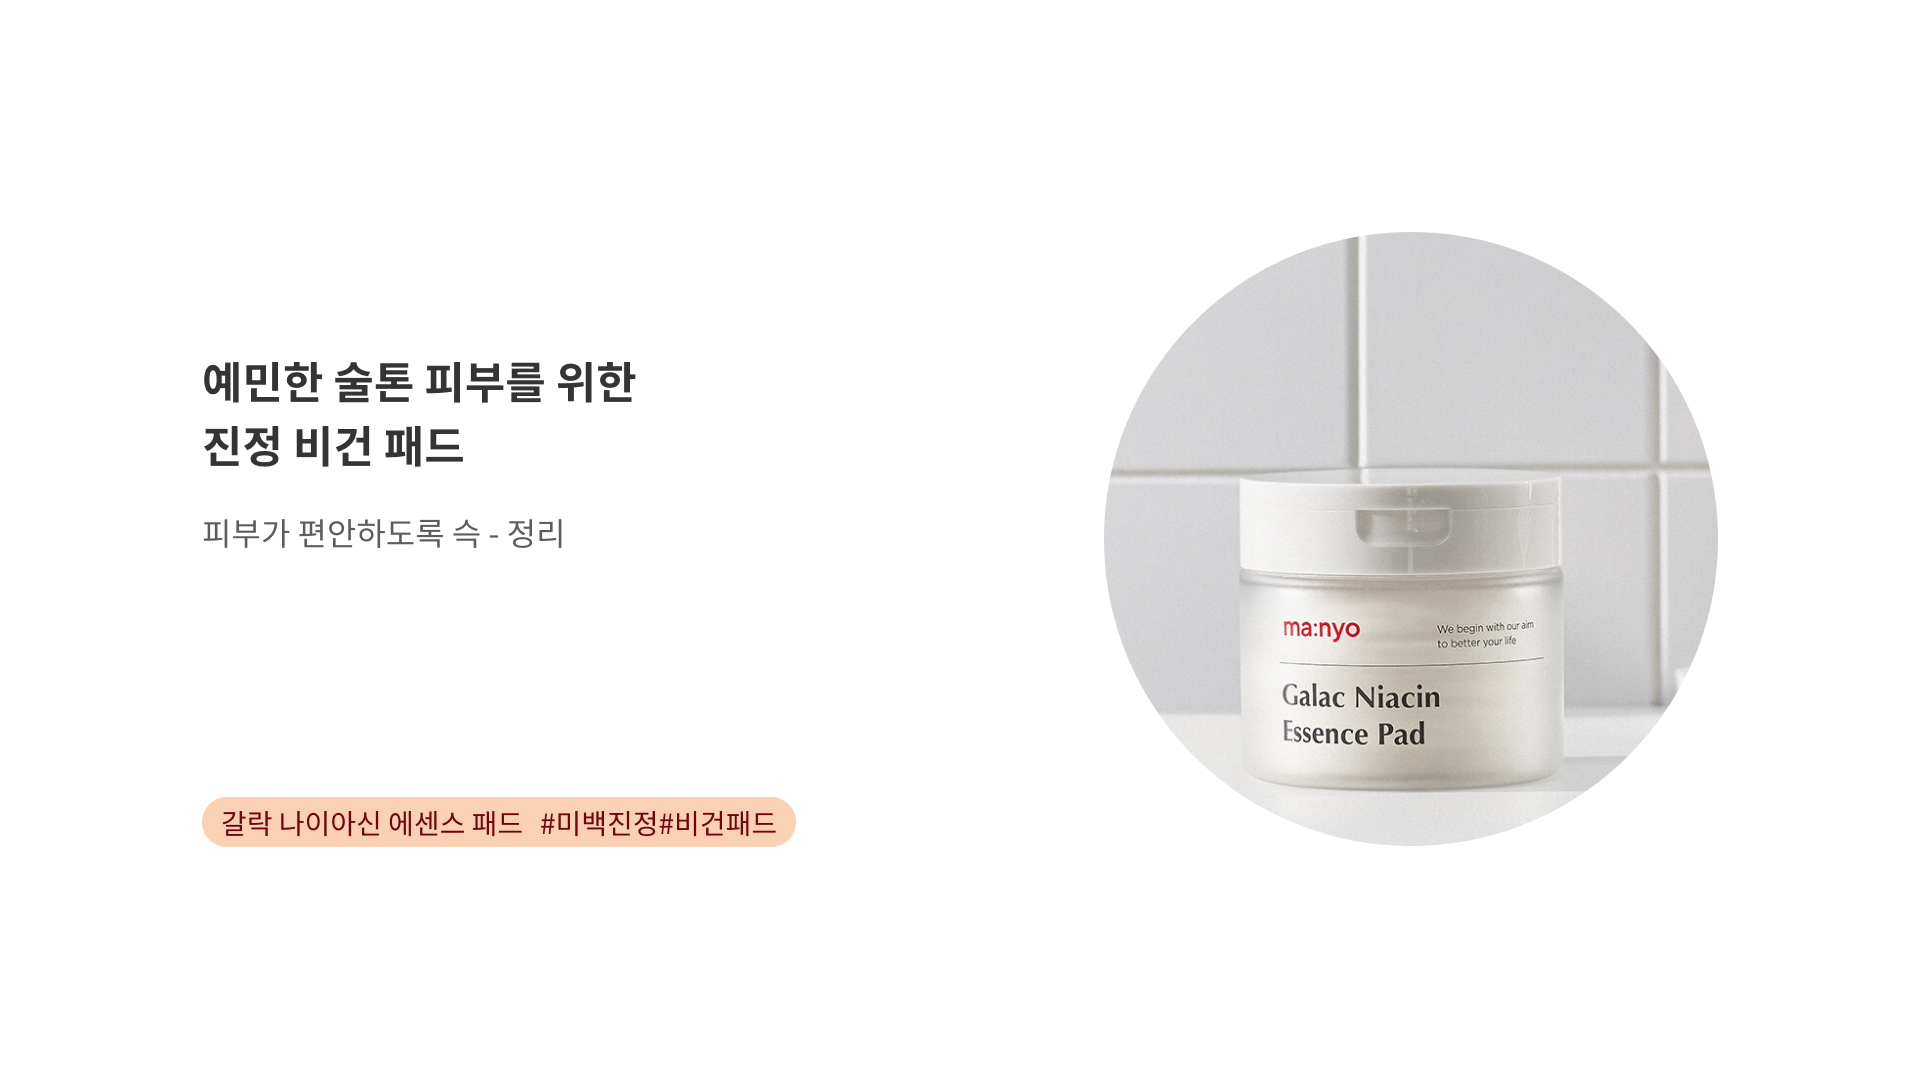 예민한 술톤 피부를 위한
진정 비건 패드
피부가 편안하도록 슥 - 정리
갈락 나이아신 에센스 패드 #미백진정#비건패드
ma:nyo
We begin with our aim
to better your life
Galac Niacin
Essence Pad